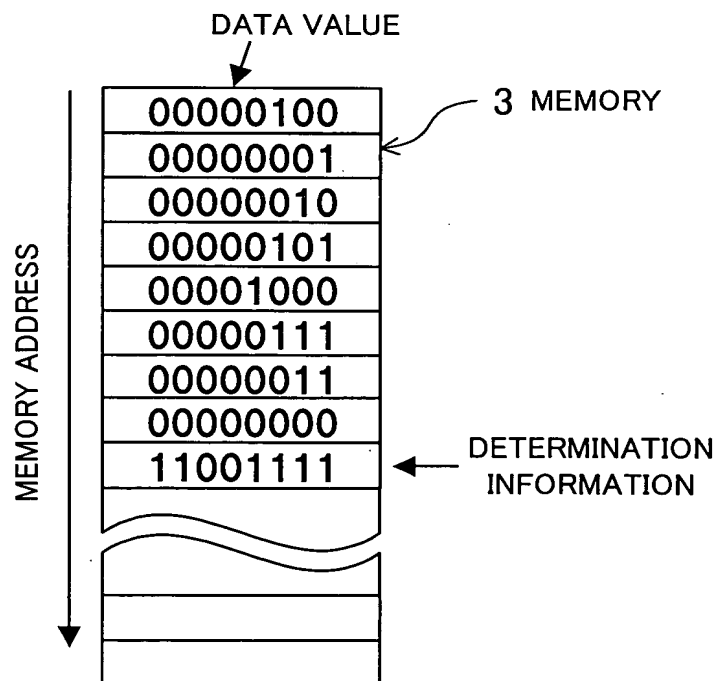 DATA VALUE
3 MEMORY
00000100
00000001
00000010
00000101
00001000
00000111
00000011
00000000
11001111
DETERMINATION
INFORMATION
MEMORY ADDRESS